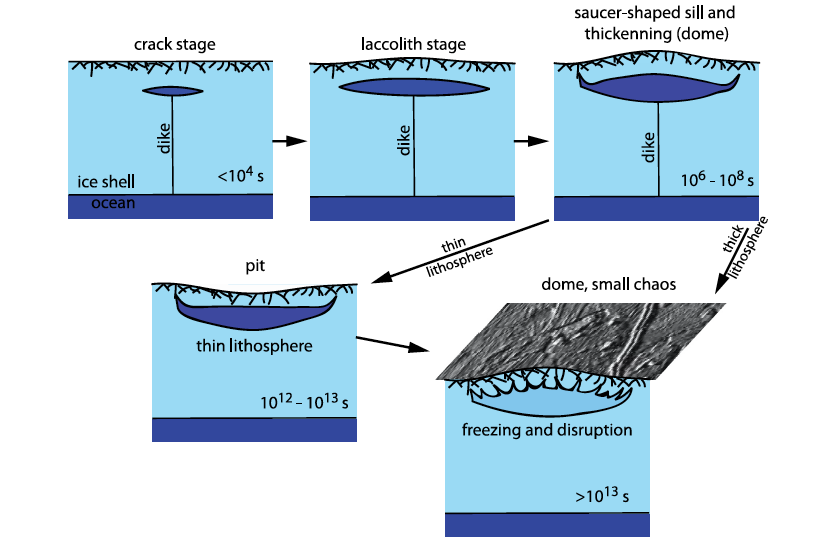 crack stage
dike
<10⁴ s
ice shell
ocean
laccolith stage
dike
saucer-shaped sill and
thickenning (dome)
dike
10⁶ - 10⁸ s
thin
lithosphere
thick
lithosphere
pit
thin lithosphere
10¹² - 10¹³ s
dome, small chaos
freezing and disruption
>10¹³ s